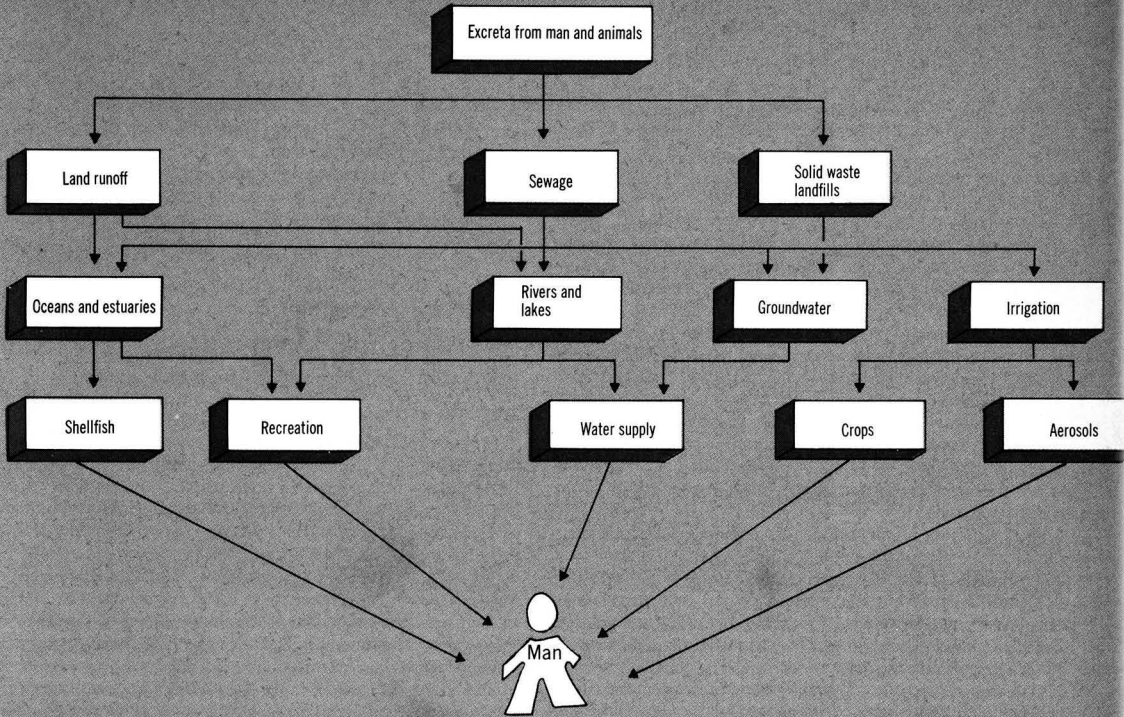 Excreta from man and animals
Land runoff
Sewage
Solid waste
landfills
Oceans and estuaries
Rivers and
lakes
Groundwater
Irrigation
Shellfish
Recreation
Water supply
Crops
Aerosols
Man